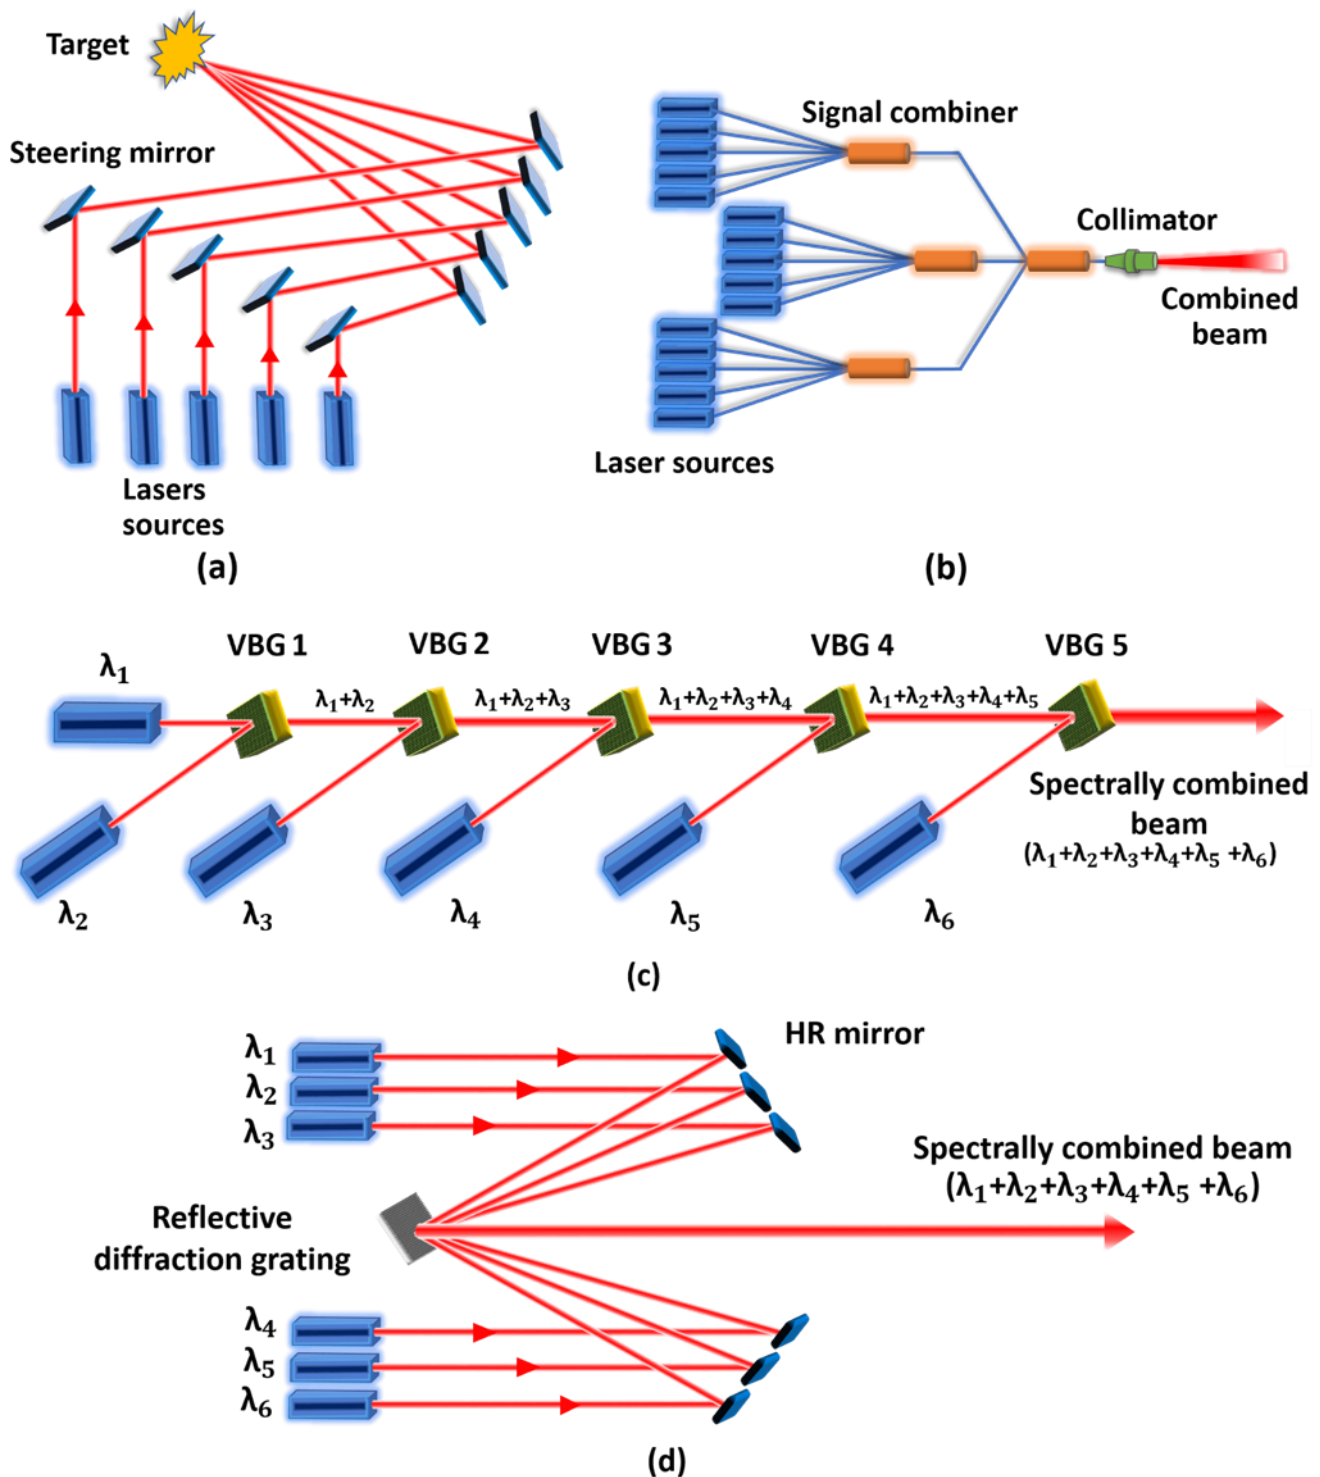 Target
Steering mirror
Lasers
sources
(a)
Signal combiner
Collimator
Combined
beam
Laser sources
(b)
λ₁
VBG 1
VBG 2
VBG 3
VBG 4
VBG 5
λ₁+λ₂
λ₁+λ₂+λ₃
λ₁+λ₂+λ₃+λ₄
λ₁+λ₂+λ₃+λ₄+λ₅
Spectrally combined
beam
(λ₁+λ₂+λ₃+λ₄+λ₅ +λ₆)
λ₂
λ₃
λ₄
λ₅
λ₆
(c)
λ₁
λ₂
λ₃
HR mirror
Spectrally combined beam
(λ₁+λ₂+λ₃+λ₄+λ₅ +λ₆)
Reflective
diffraction grating
λ₄
λ₅
λ₆
(d)